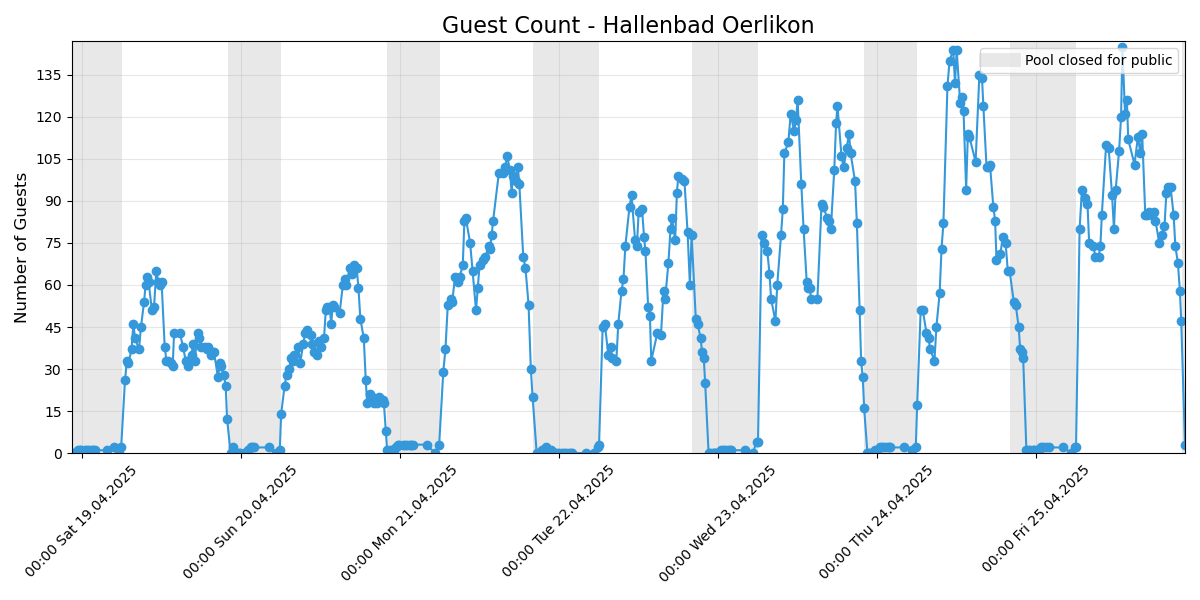 Guest Count - Hallenbad Oerlikon
Pool closed for public
Number of Guests
135
120
105
90
75
60
45
30
15
0
00:00 Sat 19.04.2025
00:00 Sun 20.04.2025
00:00 Mon 21.04.2025
00:00 Tue 22.04.2025
00:00 Wed 23.04.2025
00:00 Thu 24.04.2025
00:00 Fri 25.04.2025